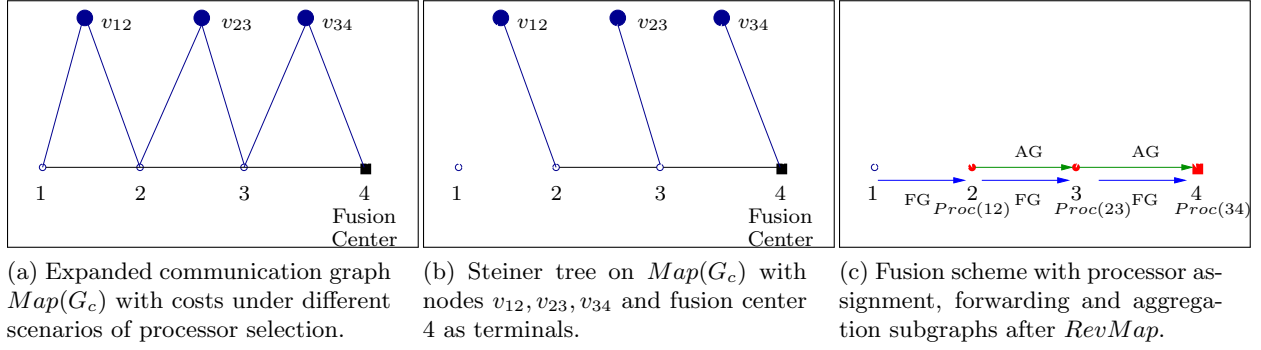 v12 v23 v34
1 2 3 4
Fusion
Center
(a) Expanded communication graph
Map(Gc) with costs under different
scenarios of processor selection.
v12 v23 v34
1 2 3 4
Fusion
Center
(b) Steiner tree on Map(Gc) with
nodes v12, v23, v34 and fusion center
4 as terminals.
AG AG
1 2 3 4
FG FG FG
Proc(12) Proc(23) Proc(34)
(c) Fusion scheme with processor as-
signment, forwarding and aggrega-
tion subgraphs after RevMap.